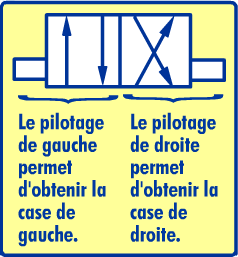 Le pilotage
de gauche
permet
d'obtenir la
case de
gauche.
Le pilotage
de droite
permet
d'obtenir la
case de
droite.